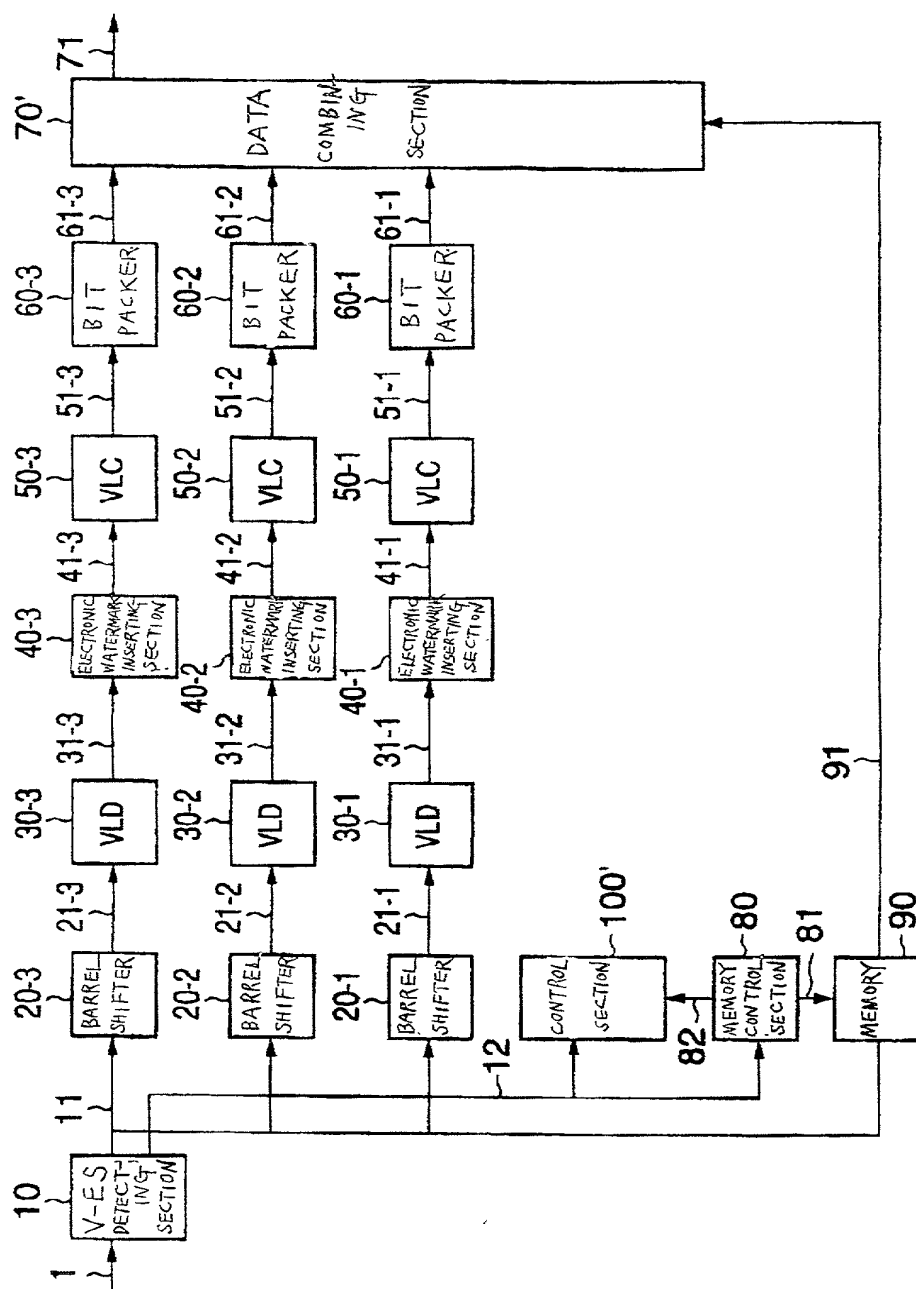 1
10
V-ES
DETECT-
ING
SECTION
11
12
20-3
BARREL
SHIFTER
21-3
30-3
VLD
31-3
40-3
ELECTRONIC
WATERMARK
INSERTING
SECTION
41-3
50-3
VLC
51-3
60-3
BIT
PACKER
61-3
70'
DATA
COMBIN
ING
SECTION
71
20-2
BARREL
SHIFTER
21-2
30-2
VLD
31-2
40-2
ELECTRONIC
WATERMARK
INSERTING
SECTION
41-2
50-2
VLC
51-2
60-2
BIT
PACKER
61-2
20-1
BARREL
SHIFTER
21-1
30-1
VLD
31-1
40-1
ELECTRONIC
WATERMARK
INSERTING
SECTION
41-1
50-1
VLC
51-1
60-1
BIT
PACKER
61-1
100'
CONTROL
SECTION
82
80
MEMORY
CONTROL
SECTION
81
90
MEMORY
91